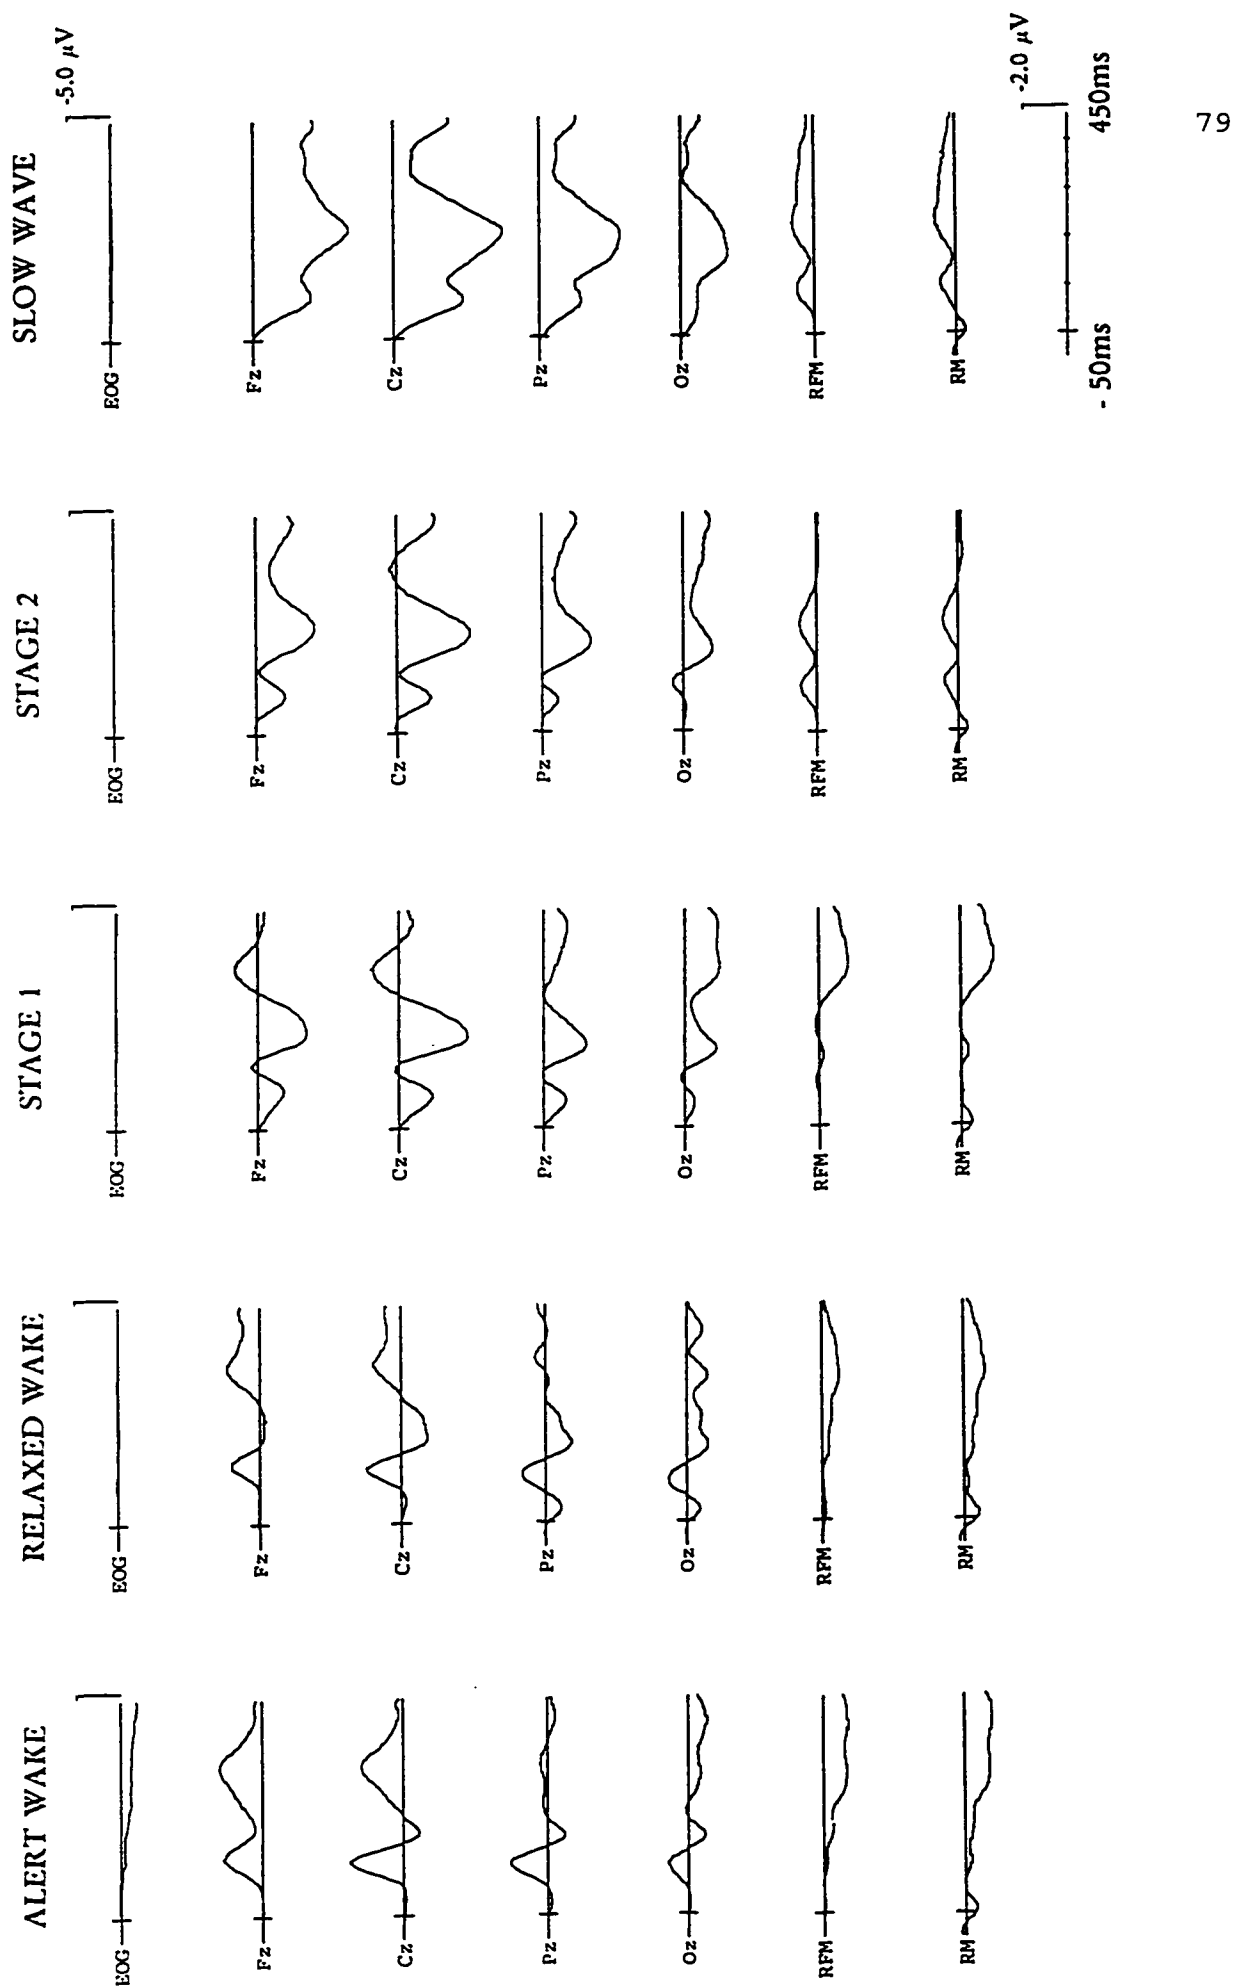 ALERT WAKE
RELAXED WAKE
STAGE 1
STAGE 2
SLOW WAVE
-5.0 µV
EOG
EOG
EOG
EOG
EOG
Fz
Fz
Fz
Fz
Fz
Cz
Cz
Cz
Cz
Cz
Pz
Pz
Pz
Pz
Pz
Oz
Oz
Oz
Oz
Oz
RFM
RFM
RFM
RFM
RFM
RM
RM
RM
RM
RM
-2.0 µV
- 50ms
450ms
79